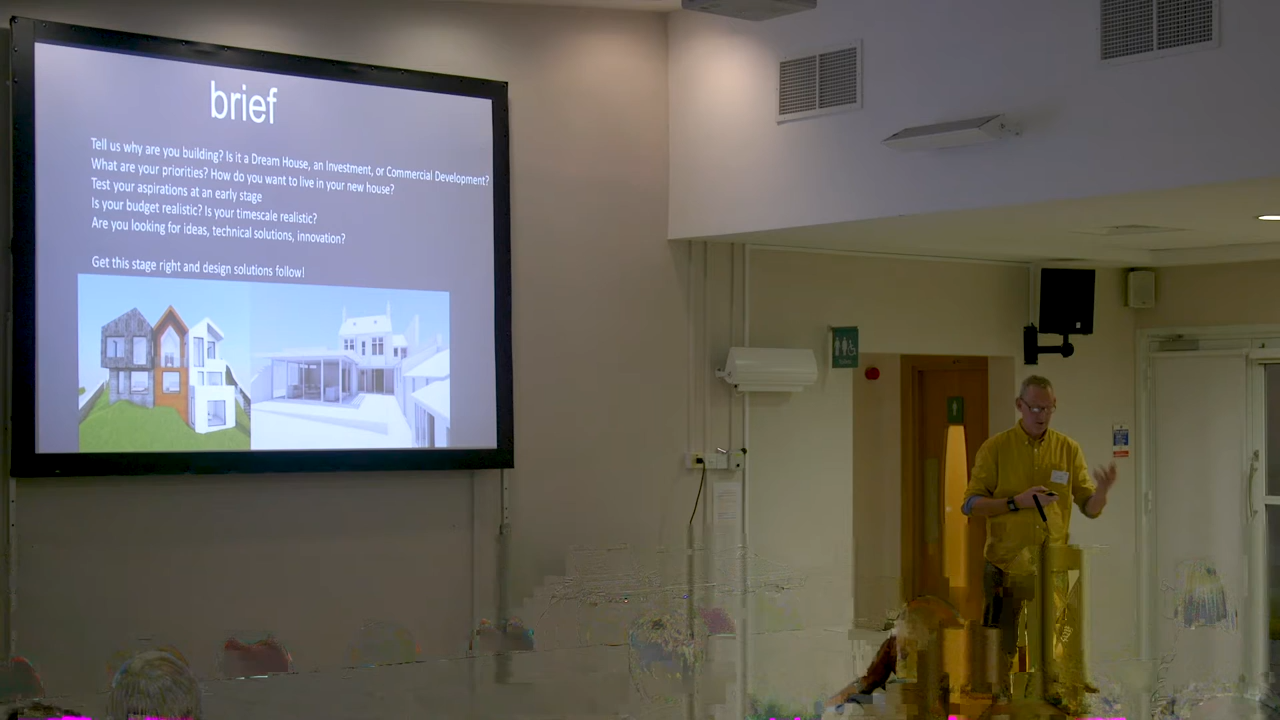 brief
Tell us why are you building? Is it a Dream House, an Investment, or Commercial Development?
What are your priorities? How do you want to live in your new house?
Test your aspirations at an early stage
Is your budget realistic? Is your timescale realistic?
Are you looking for ideas, technical solutions, innovation?
Get this stage right and design solutions follow!